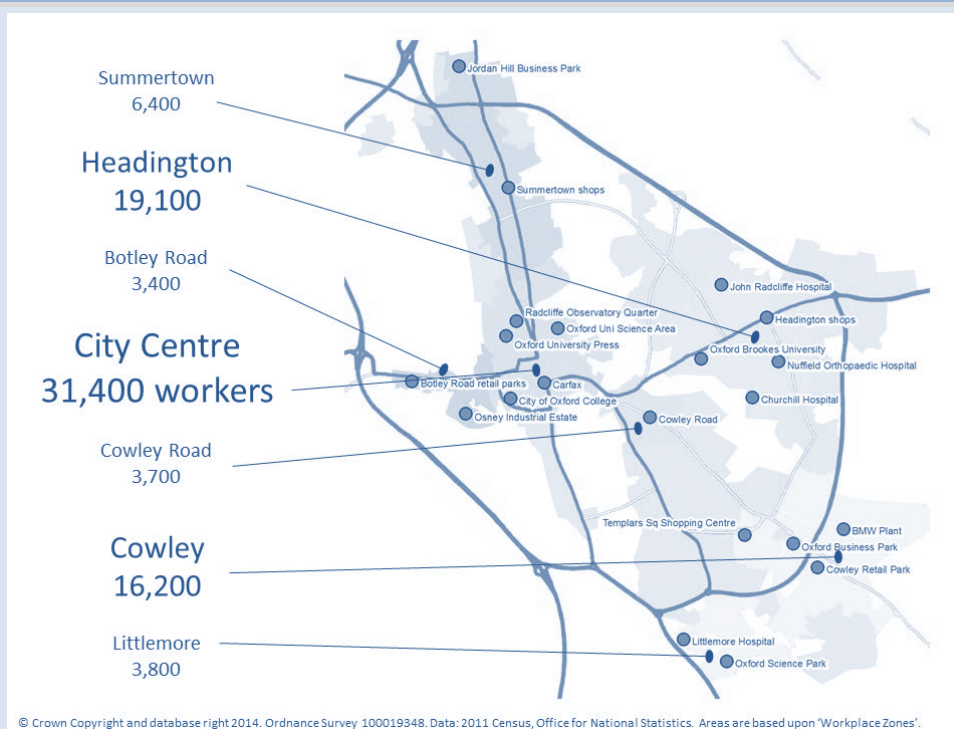 Summertown
6,400
Headington
19,100
Botley Road
3,400
City Centre
31,400 workers
Cowley Road
3,700
Cowley
16,200
Littlemore
3,800
Jordan Hill Business Park
Summertown shops
John Radcliffe Hospital
Radcliffe Observatory Quarter
Headington shops
Oxford Uni Science Area
Oxford University Press
Oxford Brookes University
Nuffield Orthopaedic Hospital
Botley Road retail parks
Carfax
City of Oxford College
Churchill Hospital
Osney Industrial Estate
Cowley Road
Templars Sq Shopping Centre
BMW Plant
Oxford Business Park
Cowley Retail Park
Littlemore Hospital
Oxford Science Park
© Crown Copyright and database right 2014. Ordnance Survey 100019348. Data: 2011 Census, Office for National Statistics. Areas are based upon ‘Workplace Zones’.